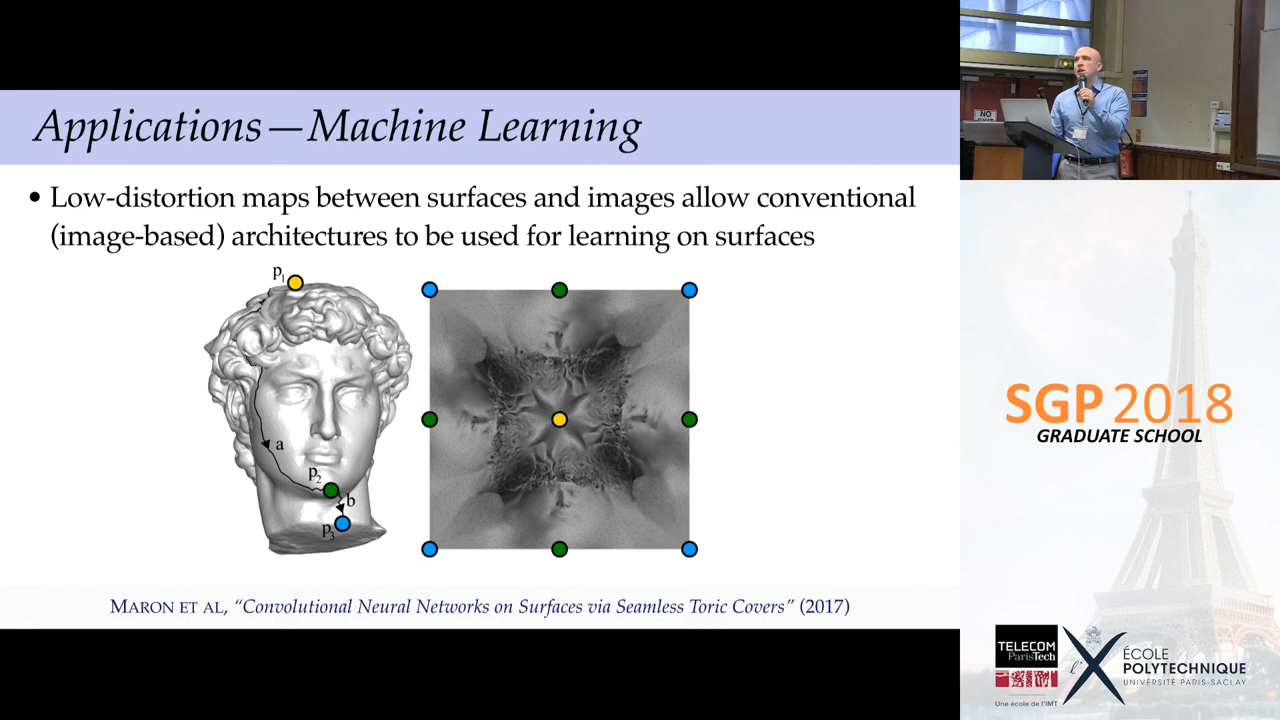 Applications—Machine Learning
• Low-distortion maps between surfaces and images allow conventional
(image-based) architectures to be used for learning on surfaces
p1
a
p2
b
p3
MARON ET AL, “Convolutional Neural Networks on Surfaces via Seamless Toric Covers” (2017)
NO
SGP 2018
GRADUATE SCHOOL
TELECOM
ParisTech
Une école de l'IMT
l'X
ÉCOLE
POLYTECHNIQUE
UNIVERSITÉ PARIS-SACLAY